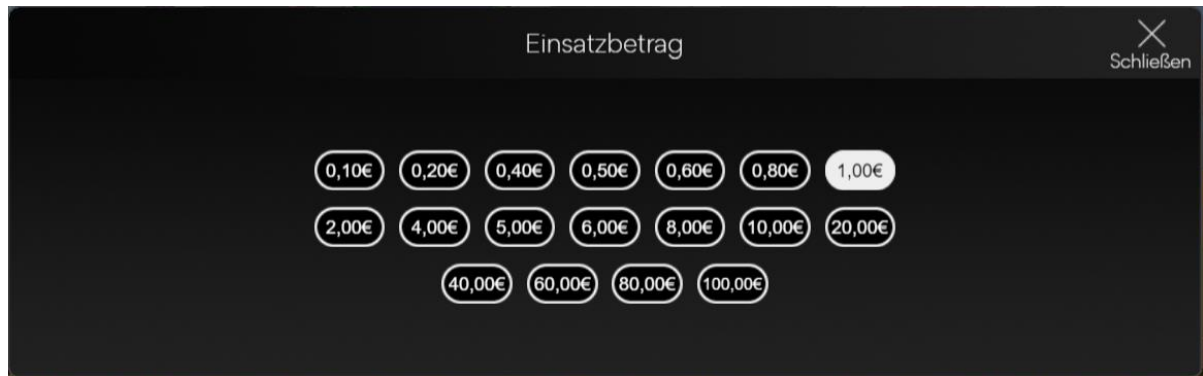 Einsatzbetrag
Schließen
0,10€ 0,20€ 0,40€ 0,50€ 0,60€ 0,80€ 1,00€
2,00€ 4,00€ 5,00€ 6,00€ 8,00€ 10,00€ 20,00€
40,00€ 60,00€ 80,00€ 100,00€